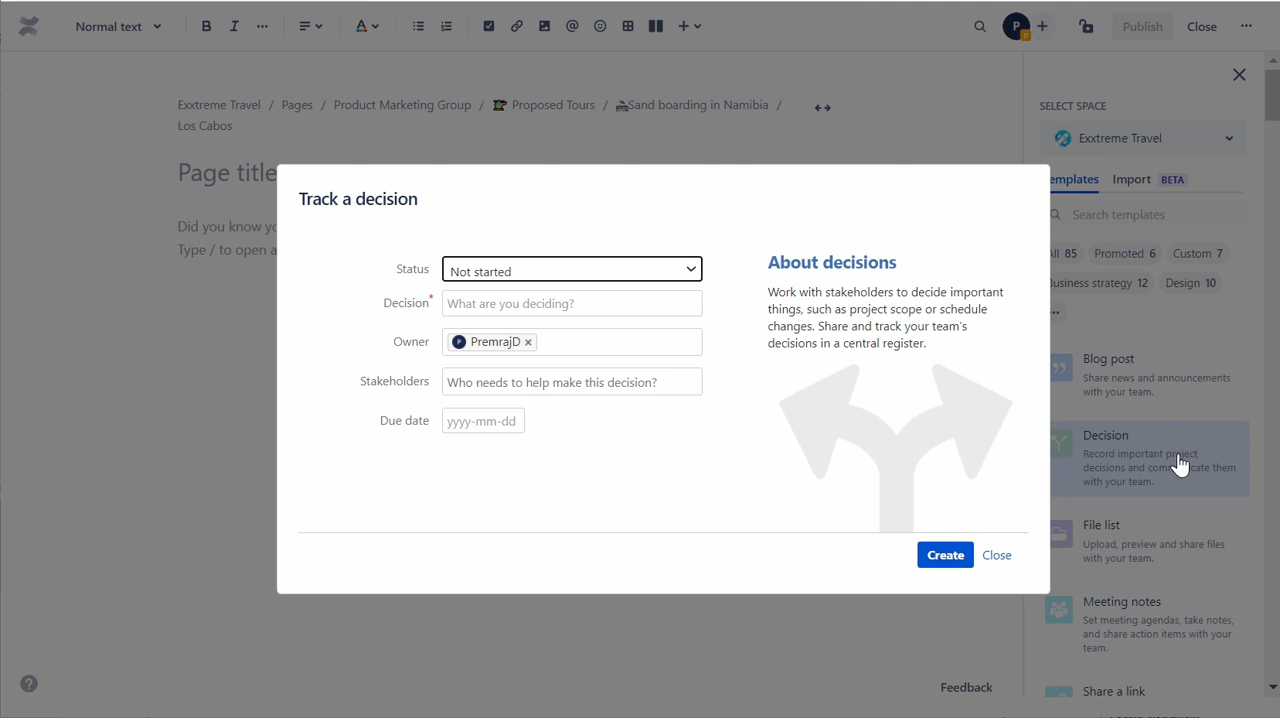 Normal text
B
I
A
P
Publish
Close
Exxtreme Travel / Pages / Product Marketing Group / Proposed Tours / Sand boarding in Namibia /
Los Cabos
Page title
Did you know yo
Type / to open a
SELECT SPACE
Exxtreme Travel
emplates
Import BETA
Search templates
All 85
Promoted 6
Custom 7
Business strategy 12
Design 10
Blog post
Share news and announcements
with your team.
Decision
Record important project
decisions and communicate them
with your team.
File list
Upload, preview and share files
with your team.
Meeting notes
Set meeting agendas, take notes,
and share action items with your
team.
Share a link
Track a decision
Status
Not started
Decision*
What are you deciding?
Owner
P PremrajD
Stakeholders
Who needs to help make this decision?
Due date
yyyy-mm-dd
About decisions
Work with stakeholders to decide important
things, such as project scope or schedule
changes. Share and track your team's
decisions in a central register.
Create
Close
Feedback